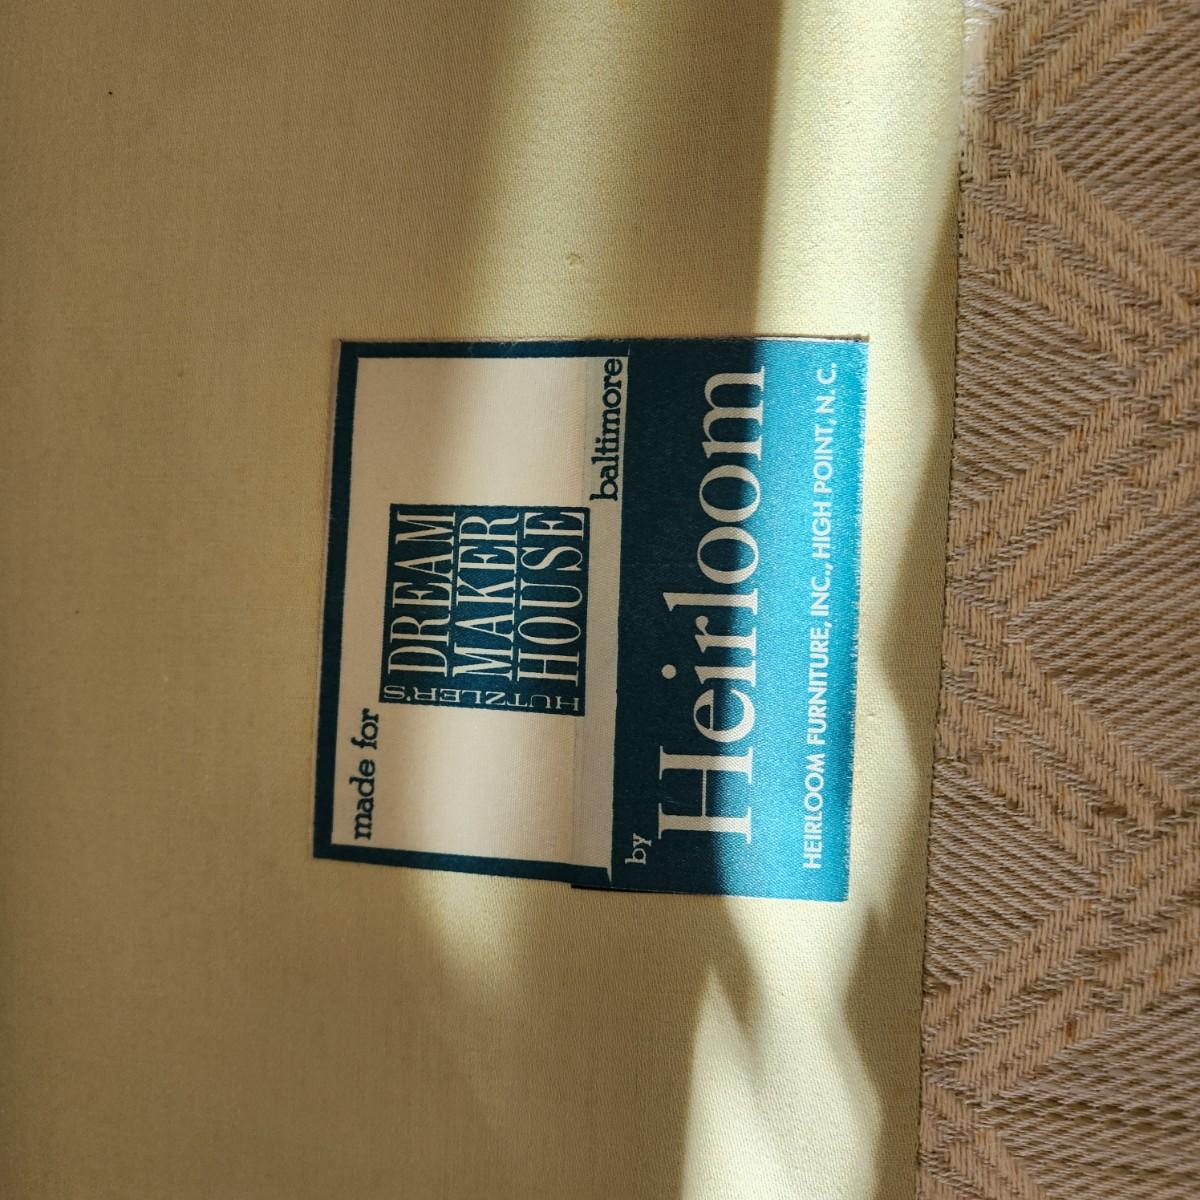 made for
HUTZLER'S
DREAM
MAKER
HOUSE
baltimore
by
Heirloom
HEIRLOOM FURNITURE, INC., HIGH POINT, N. C.